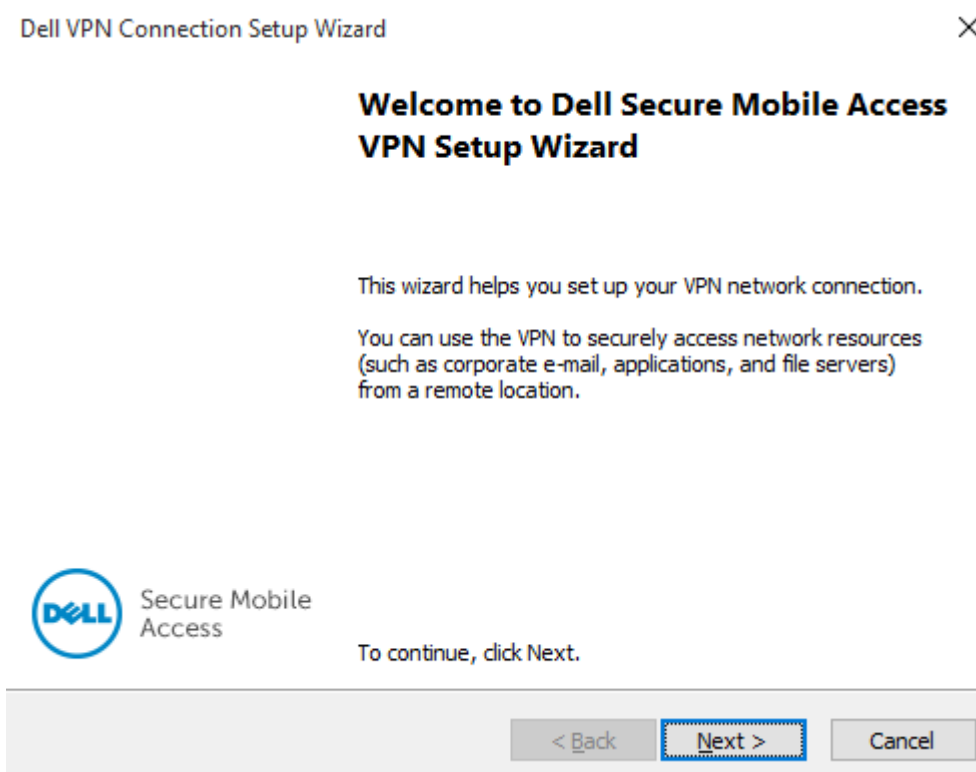 Dell VPN Connection Setup Wizard
Welcome to Dell Secure Mobile Access
VPN Setup Wizard
This wizard helps you set up your VPN network connection.
You can use the VPN to securely access network resources
(such as corporate e-mail, applications, and file servers)
from a remote location.
DELL
Secure Mobile
Access
To continue, click Next.
< Back
Next >
Cancel